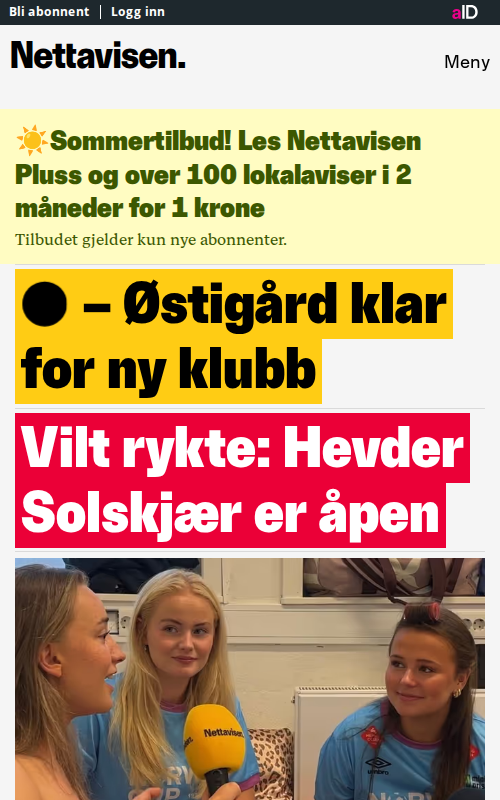 Bli abonnent | Logg inn
aID
Nettavisen.
Meny
☀️Sommertilbud! Les Nettavisen
Pluss og over 100 lokalaviser i 2
måneder for 1 krone
Tilbudet gjelder kun nye abonnenter.
⚫ – Østigård klar
for ny klubb
Vilt rykte: Hevder
Solskjær er åpen
Nettavisen.
umbro